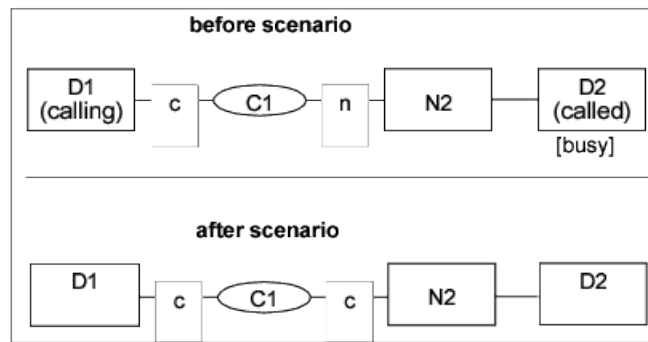 before scenario
D1 (calling) c C1 n N2 D2 (called)
[busy]
after scenario
D1 c C1 c N2 D2